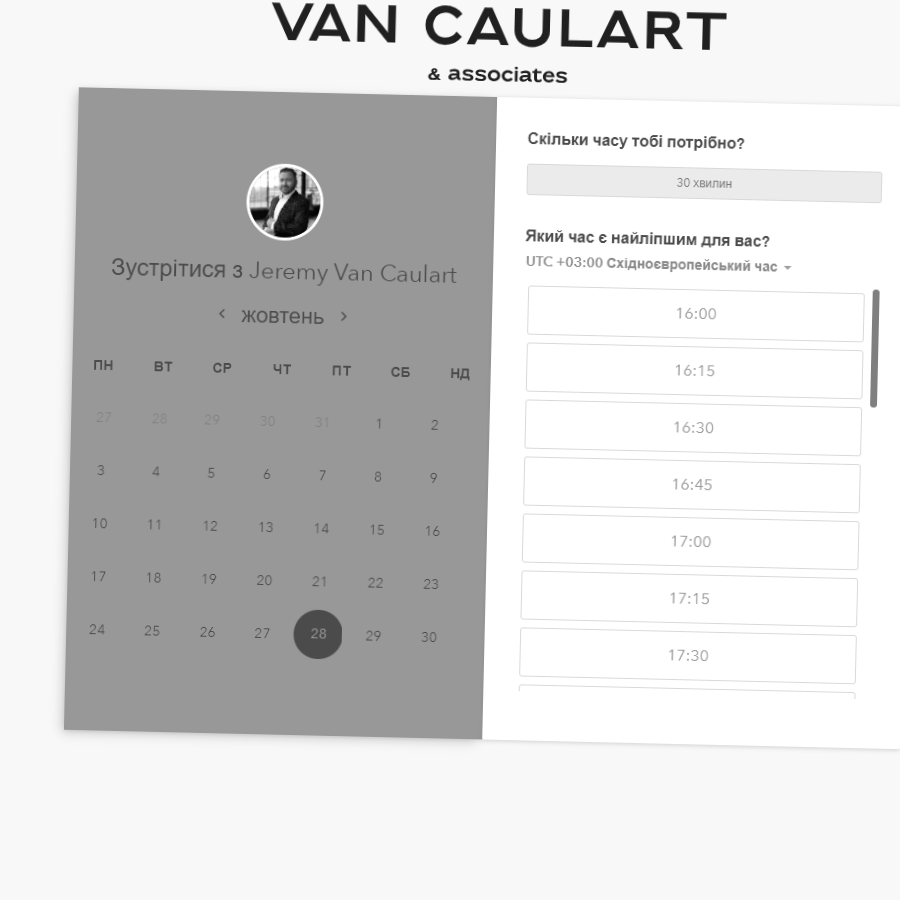 VAN CAULART
& associates
Зустрітися з Jeremy Van Caulart
жовтень
ПН ВТ СР ЧТ ПТ СБ НД
27 28 29 30 31 1 2
3 4 5 6 7 8 9
10 11 12 13 14 15 16
17 18 19 20 21 22 23
24 25 26 27 28 29 30
Скільки часу тобі потрібно?
30 хвилин
Який час є найліпшим для вас?
UTC +03:00 Східноєвропейський час
16:00
16:15
16:30
16:45
17:00
17:15
17:30